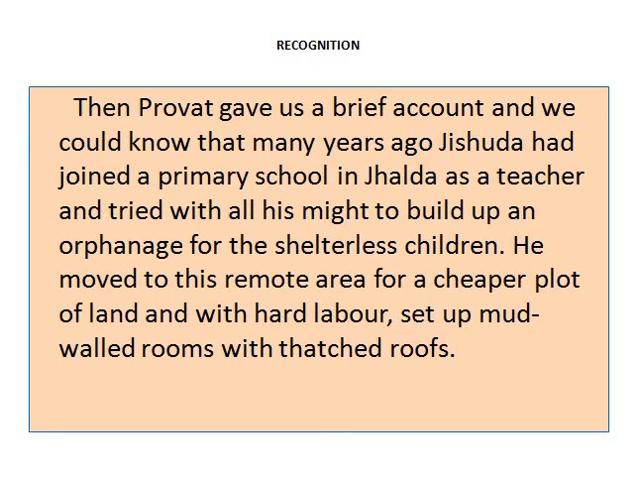 RECOGNITION
Then Provat gave us a brief account and we
could know that many years ago Jishuda had
joined a primary school in Jhalda as a teacher
and tried with all his might to build up an
orphanage for the shelterless children. He
moved to this remote area for a cheaper plot
of land and with hard labour, set up mud-
walled rooms with thatched roofs.